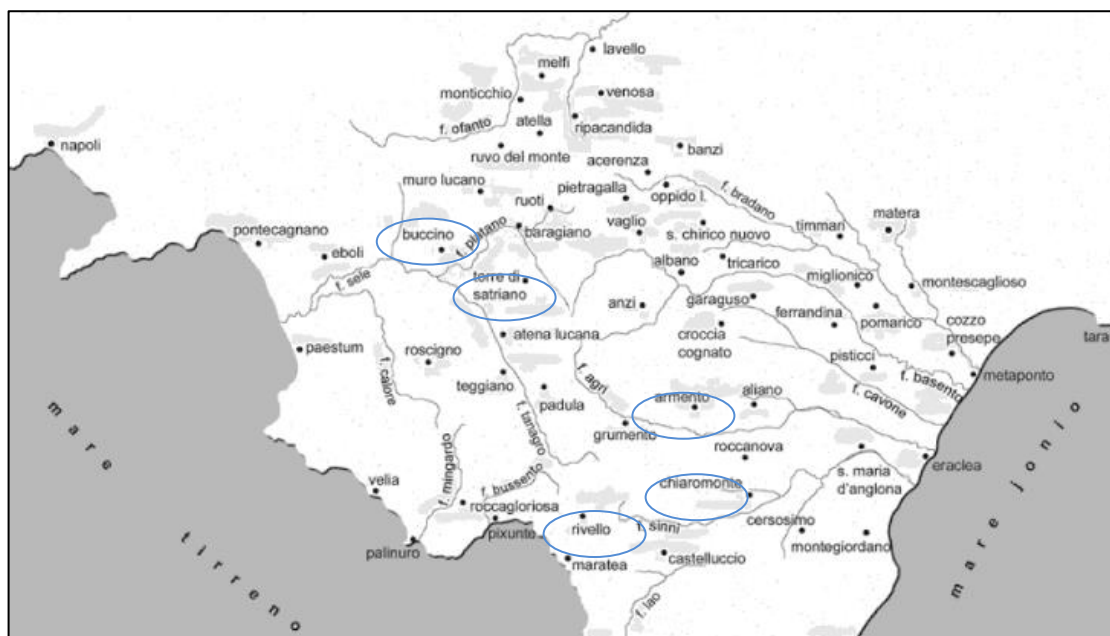 lavello
melfi
monticchio
venosa
f. ofanto
atella
ripacandida
napoli
ruvo del monte
banzi
acerenza
muro lucano
pietragalla
oppido l.
f. bradano
ruoti
matera
pontecagnano
buccino
f. platano
baragiano
vaglio
s. chirico nuovo
timmari
eboli
albano
tricarico
f. sele
torre di
satriano
miglionico
montescaglioso
anzi
garaguso
ferrandina
pomarico
cozzo
presepe
atena lucana
croccia
cognato
tara
paestum
roscigno
f. calore
pisticci
f. basento
metaponto
teggiano
f. agri
f. cavone
padula
armento
aliano
f. tanagro
grumento
roccanova
eraclea
s. maria
d'anglona
f. mingardo
velia
f. bussento
chiaromonte
roccagloriosa
rivello
f. sinni
cersosimo
palinuro
pixunte
montegiordano
maratea
castelluccio
f. lao
mare tirreno
mare jonio